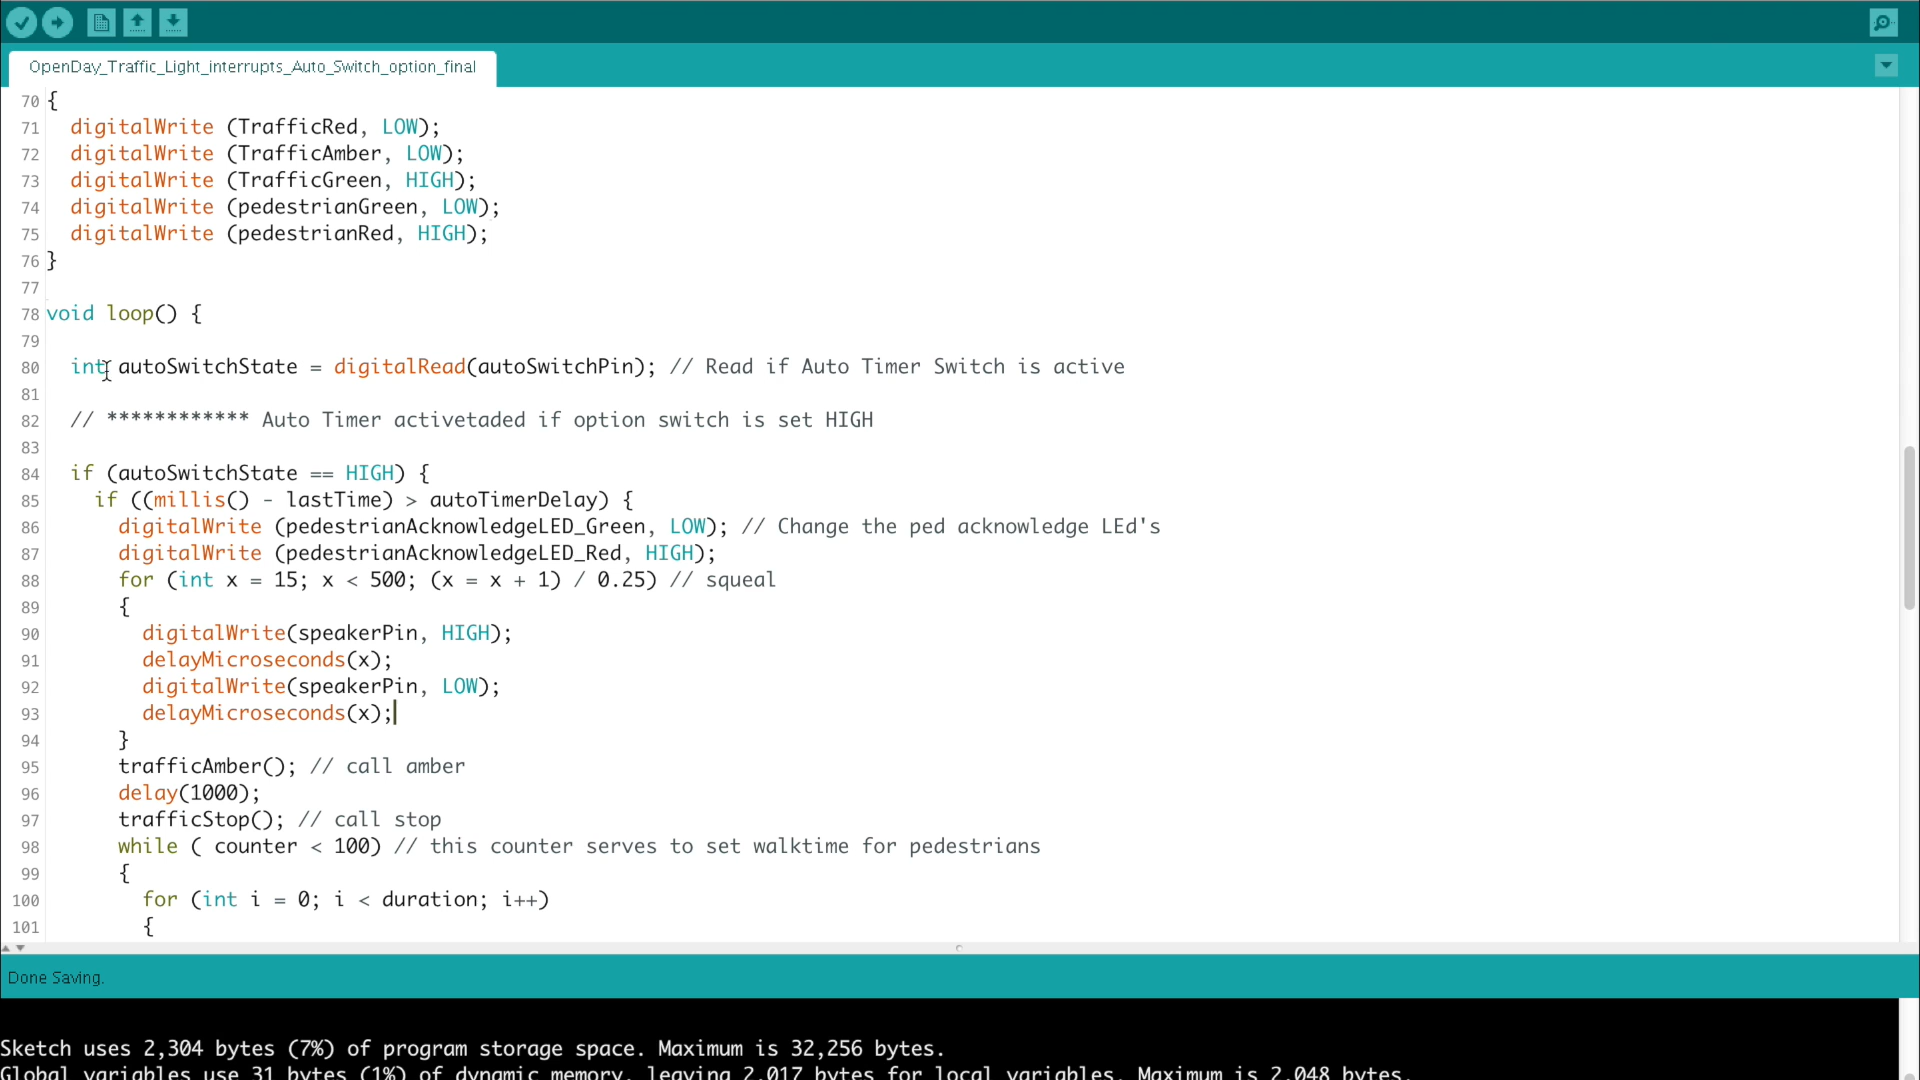 OpenDay_Traffic_Light_interrupts_Auto_Switch_option_final
70 {
71 digitalWrite (TrafficRed, LOW);
72 digitalWrite (TrafficAmber, LOW);
73 digitalWrite (TrafficGreen, HIGH);
74 digitalWrite (pedestrianGreen, LOW);
75 digitalWrite (pedestrianRed, HIGH);
76 }
77
78 void loop() {
79
80 int autoSwitchState = digitalRead(autoSwitchPin); // Read if Auto Timer Switch is active
81
82 // ************ Auto Timer activetaded if option switch is set HIGH
83
84 if (autoSwitchState == HIGH) {
85 if ((millis() - lastTime) > autoTimerDelay) {
86 digitalWrite (pedestrianAcknowledgeLED_Green, LOW); // Change the ped acknowledge LEd's
87 digitalWrite (pedestrianAcknowledgeLED_Red, HIGH);
88 for (int x = 15; x < 500; (x = x + 1) / 0.25) // squeal
89 {
90 digitalWrite(speakerPin, HIGH);
91 delayMicroseconds(x);
92 digitalWrite(speakerPin, LOW);
93 delayMicroseconds(x);
94 }
95 trafficAmber(); // call amber
96 delay(1000);
97 trafficStop(); // call stop
98 while ( counter < 100) // this counter serves to set walktime for pedestrians
99 {
100 for (int i = 0; i < duration; i++)
101 {
Done Saving.
Sketch uses 2,304 bytes (7%) of program storage space. Maximum is 32,256 bytes.
Global variables use 31 bytes (1%) of dynamic memory, leaving 2,017 bytes for local variables. Maximum is 2,048 bytes.